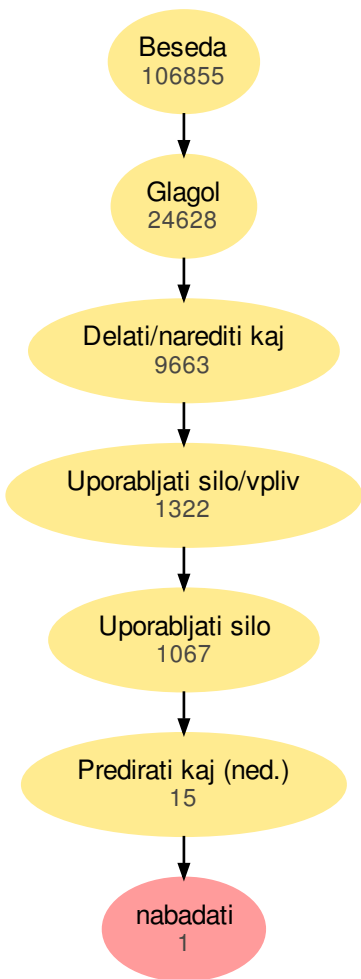 Beseda
106855
Glagol
24628
Delati/narediti kaj
9663
Uporabljati silo/vpliv
1322
Uporabljati silo
1067
Predirati kaj (ned.)
15
nabadati
1